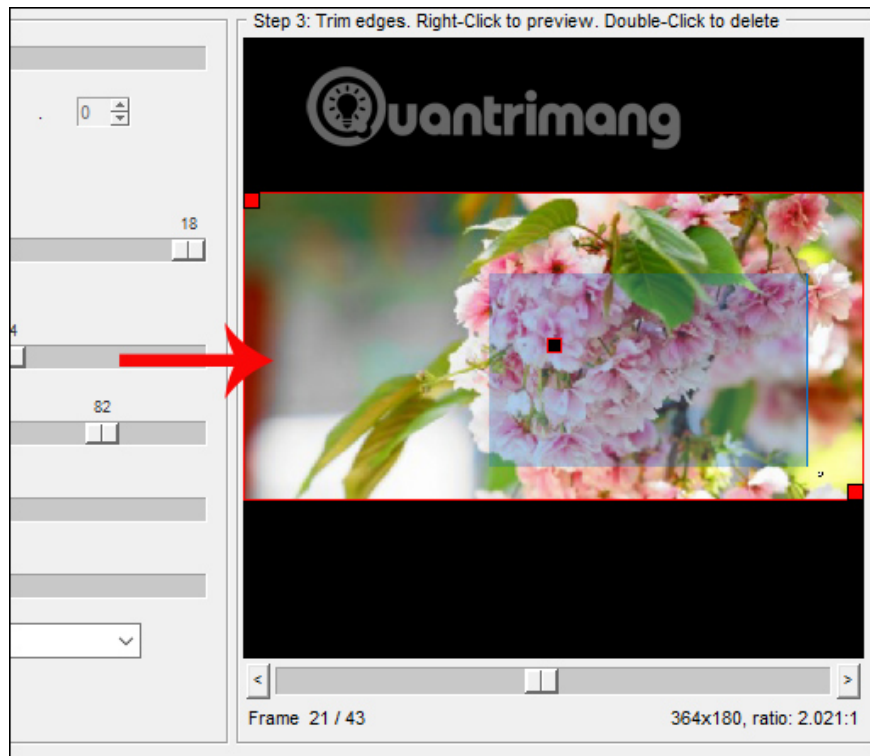 Step 3: Trim edges. Right-Click to preview. Double-Click to delete
Quantrimang
. 0
18
4
82
< >
Frame 21 / 43
364x180, ratio: 2.021:1